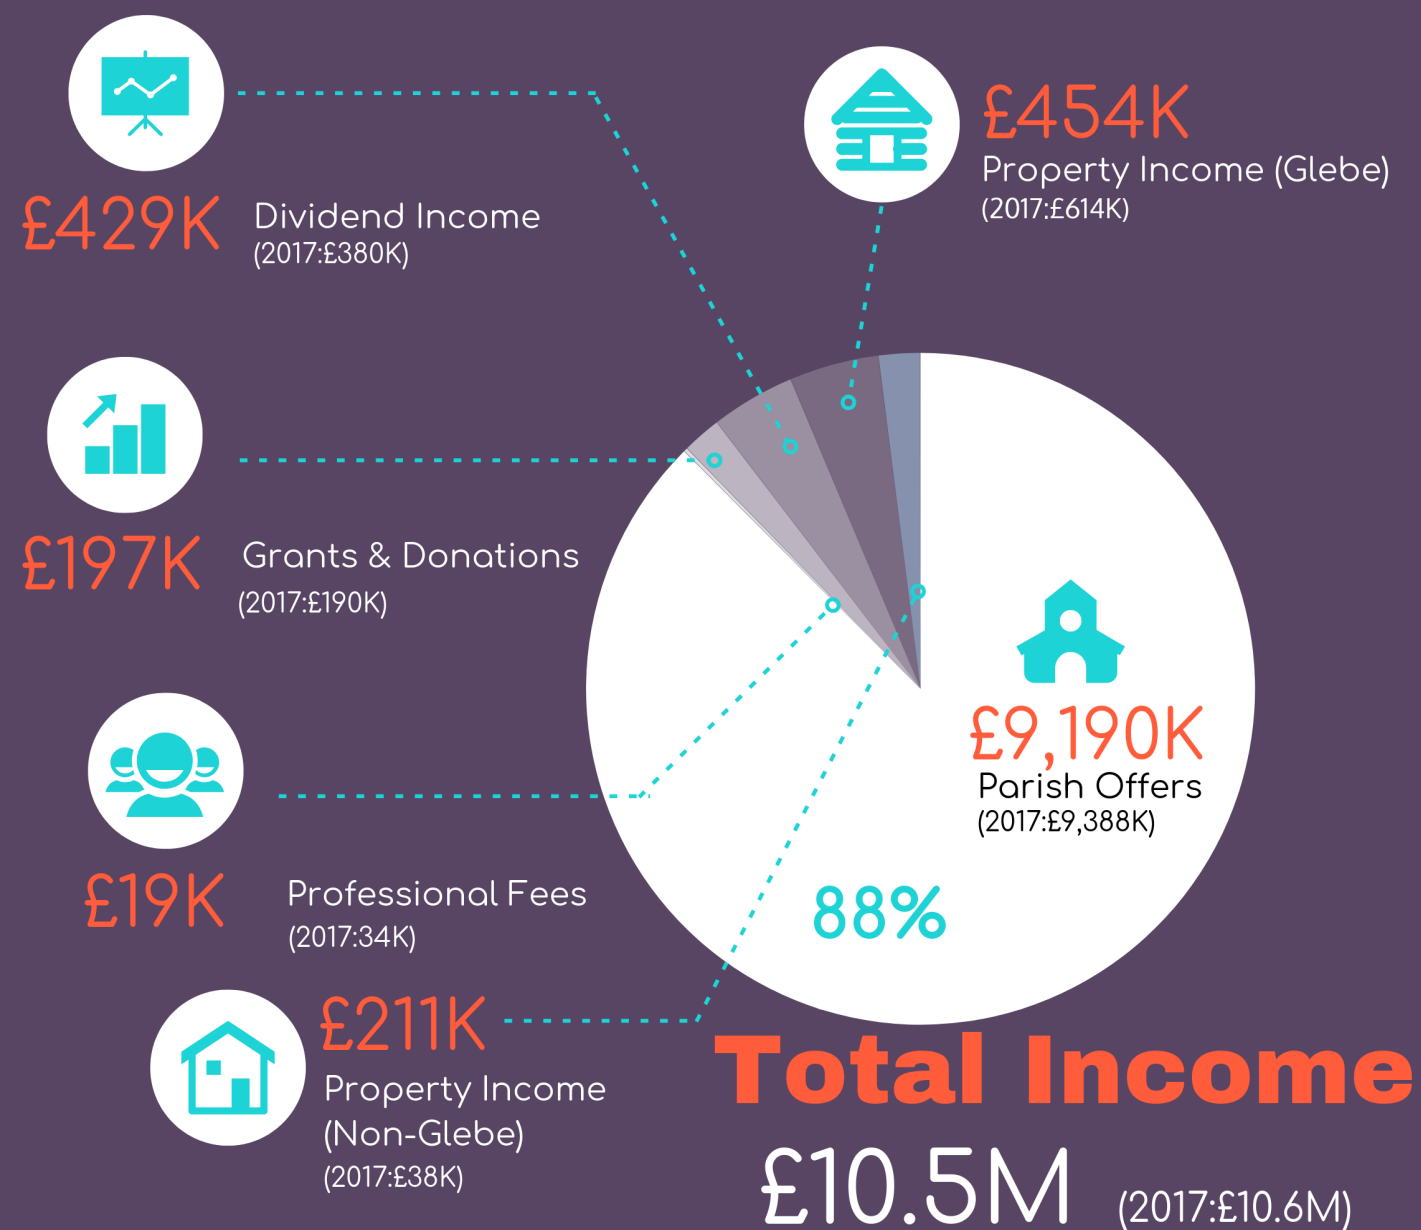 £429K
Dividend Income
(2017:£380K)
£454K
Property Income (Glebe)
(2017:£614K)
£197K
Grants & Donations
(2017:£190K)
£19K
Professional Fees
(2017:34K)
£211K
Property Income
(Non-Glebe)
(2017:£38K)
£9,190K
Parish Offers
(2017:£9,388K)
88%
Total Income
£10.5M (2017:£10.6M)